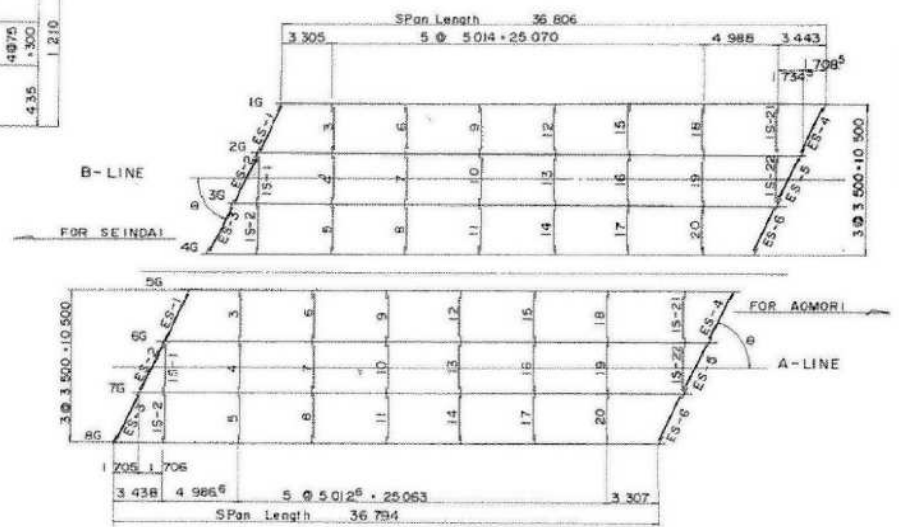 4@75
=300
1 210
435
SPan Length 36 806
3 305 5 @ 5 014=25 070 4 988 3 443
1 734⁵ 1 708⁵
1G ES-1 3 6 9 12 15 18 IS-21 ES-4
2G ES-2 IS-1 4 7 10 13 16 19 IS-22 ES-5
B-LINE
θ
3G ES-3 IS-2 5 8 11 14 17 20 ES-6
3@ 3 500=10 500
FOR SEINDAI
4G
5G
FOR AOMORI
ES-1 3 6 9 12 15 18 IS-21 ES-4
θ
6G ES-2 IS-1 4 7 10 13 16 19 IS-22 ES-5
A-LINE
7G ES-3 IS-2 5 8 11 14 17 20 ES-6
3@ 3 500=10 500
8G
1 705 1 706
3 438 4 986⁶ 5 @ 5 012⁶=25 063 3 307
SPan Length 36 794